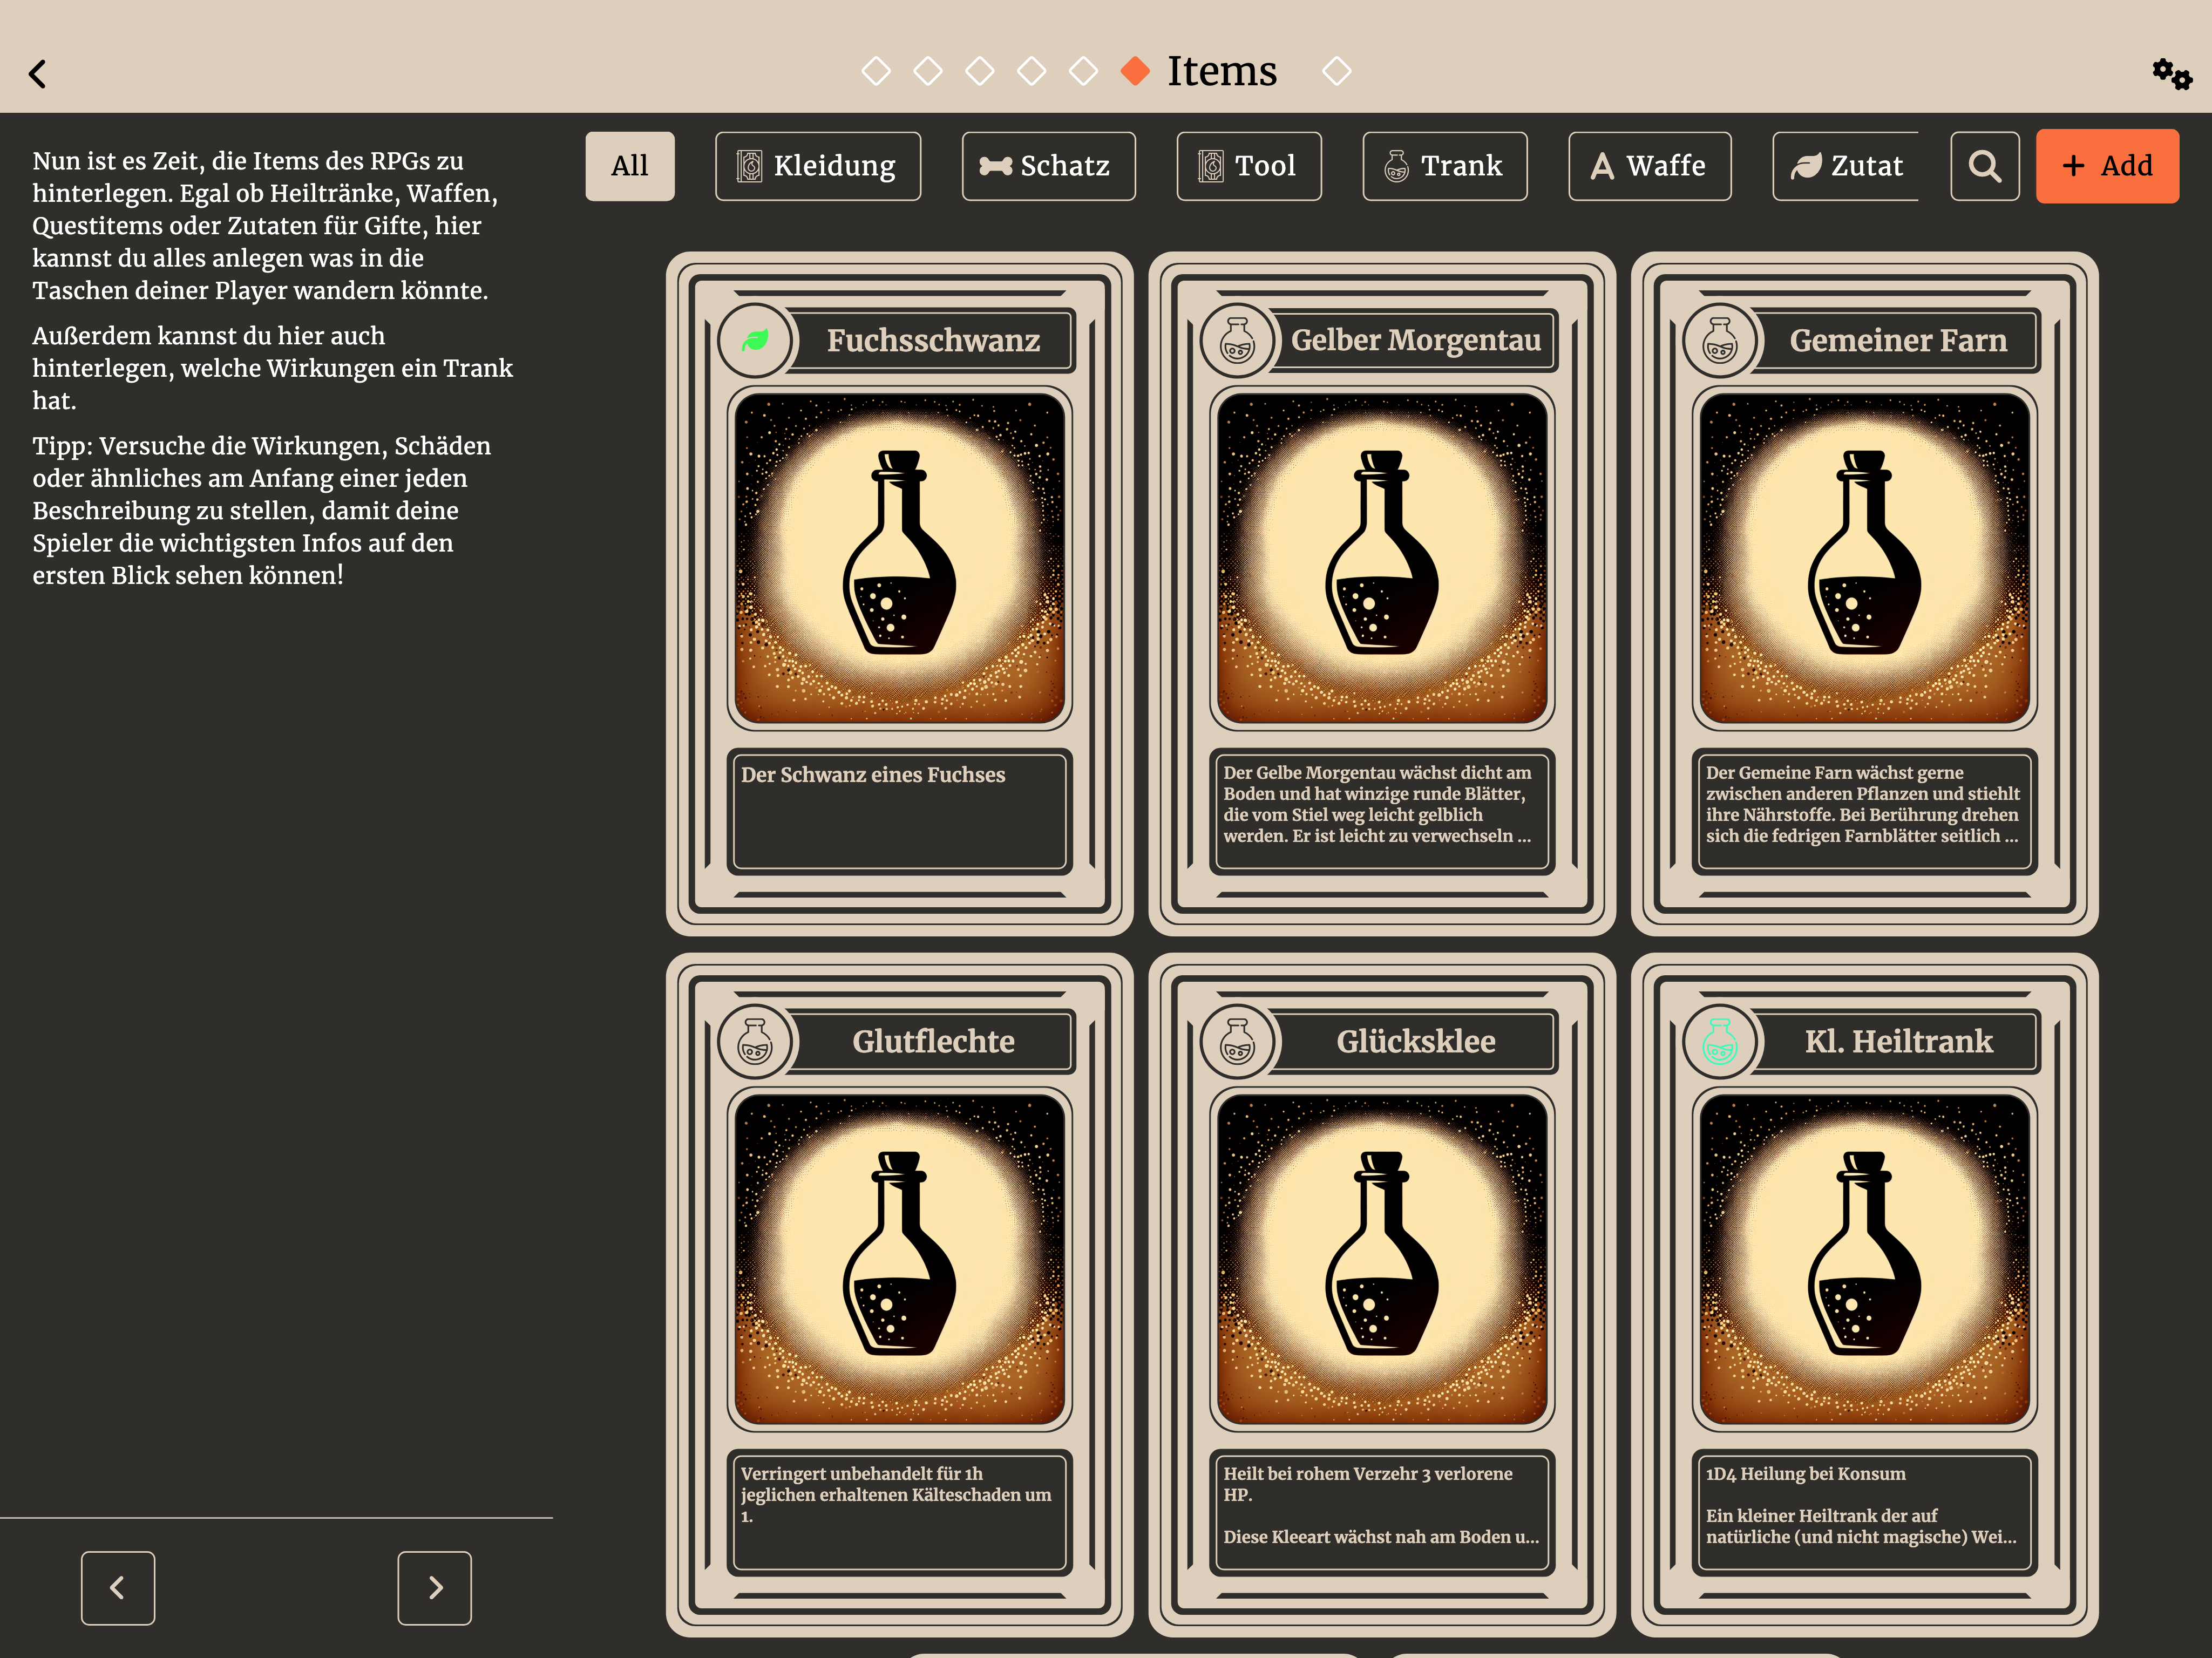 Items
Nun ist es Zeit, die Items des RPGs zu
hinterlegen. Egal ob Heiltränke, Waffen,
Questitems oder Zutaten für Gifte, hier
kannst du alles anlegen was in die
Taschen deiner Player wandern könnte.
Außerdem kannst du hier auch
hinterlegen, welche Wirkungen ein Trank
hat.
Tipp: Versuche die Wirkungen, Schäden
oder ähnliches am Anfang einer jeden
Beschreibung zu stellen, damit deine
Spieler die wichtigsten Infos auf den
ersten Blick sehen können!
All
Kleidung
Schatz
Tool
Trank
Waffe
Zutat
+ Add
Fuchsschwanz
Der Schwanz eines Fuchses
Gelber Morgentau
Der Gelbe Morgentau wächst dicht am
Boden und hat winzige runde Blätter,
die vom Stiel weg leicht gelblich
werden. Er ist leicht zu verwechseln ...
Gemeiner Farn
Der Gemeine Farn wächst gerne
zwischen anderen Pflanzen und stiehlt
ihre Nährstoffe. Bei Berührung drehen
sich die fedrigen Farnblätter seitlich ...
Glutflechte
Verringert unbehandelt für 1h
jeglichen erhaltenen Kälteschaden um
1.
Glücksklee
Heilt bei rohem Verzehr 3 verlorene
HP.
Diese Kleeart wächst nah am Boden u...
Kl. Heiltrank
1D4 Heilung bei Konsum
Ein kleiner Heiltrank der auf
natürliche (und nicht magische) Wei...